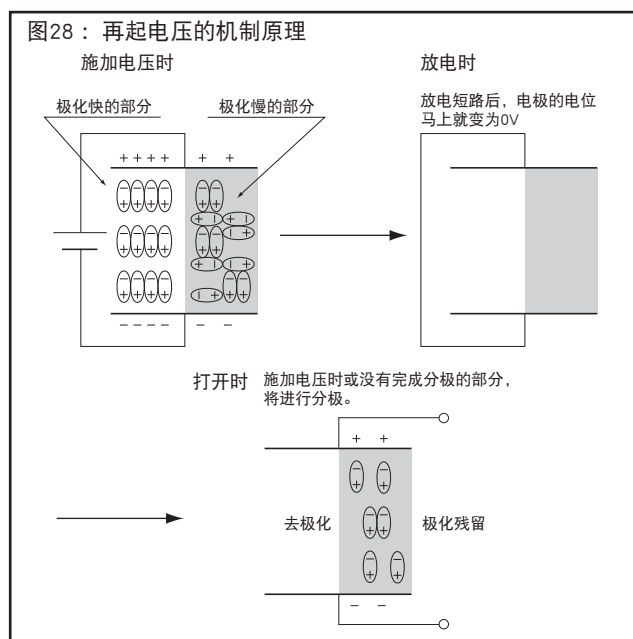 图28：再起电压的机制原理
施加电压时
极化快的部分
极化慢的部分
++++ + +
−−−− − −
放电时
放电短路后，电极的电位
马上就变为0V
打开时
施加电压时或没有完成分极的部分，
将进行分极。
+ +
去极化
极化残留
− −